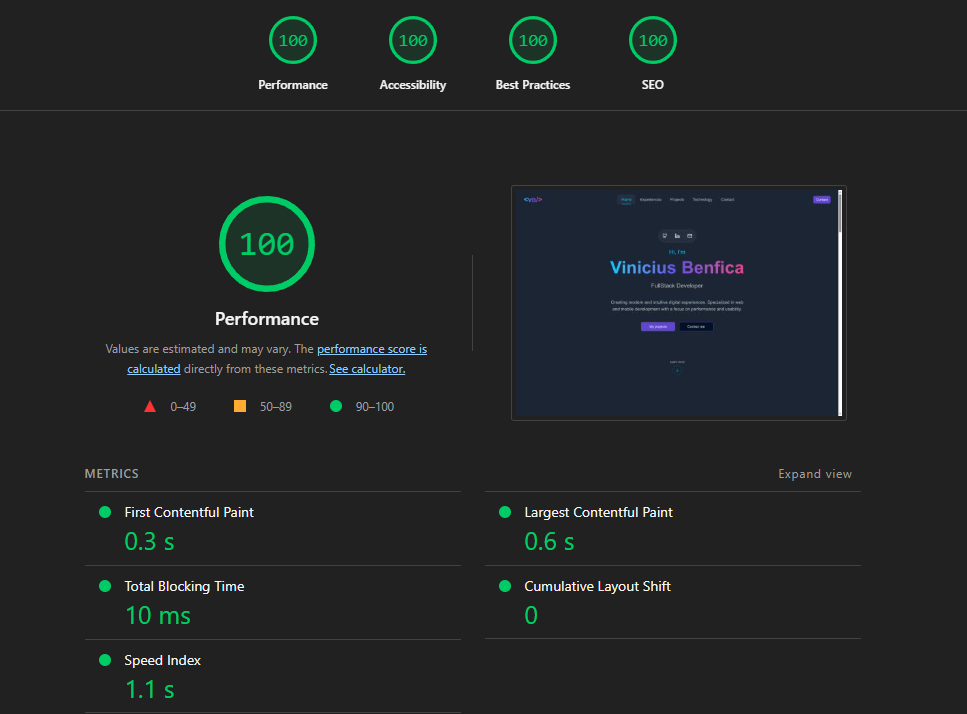 100 100 100 100
Performance Accessibility Best Practices SEO
100
Performance
Values are estimated and may vary. The performance score is
calculated directly from these metrics. See calculator.
0–49 50–89 90–100
<vb/>
Home Experiences Projects Technology Contact
Contact
Hi, I'm
Vinicius Benfica
FullStack Developer
Creating modern and intuitive digital experiences. Specialized in web
and mobile development with a focus on performance and usability.
My projects Contact me
METRICS
Expand view
First Contentful Paint
0.3 s
Largest Contentful Paint
0.6 s
Total Blocking Time
10 ms
Cumulative Layout Shift
0
Speed Index
1.1 s